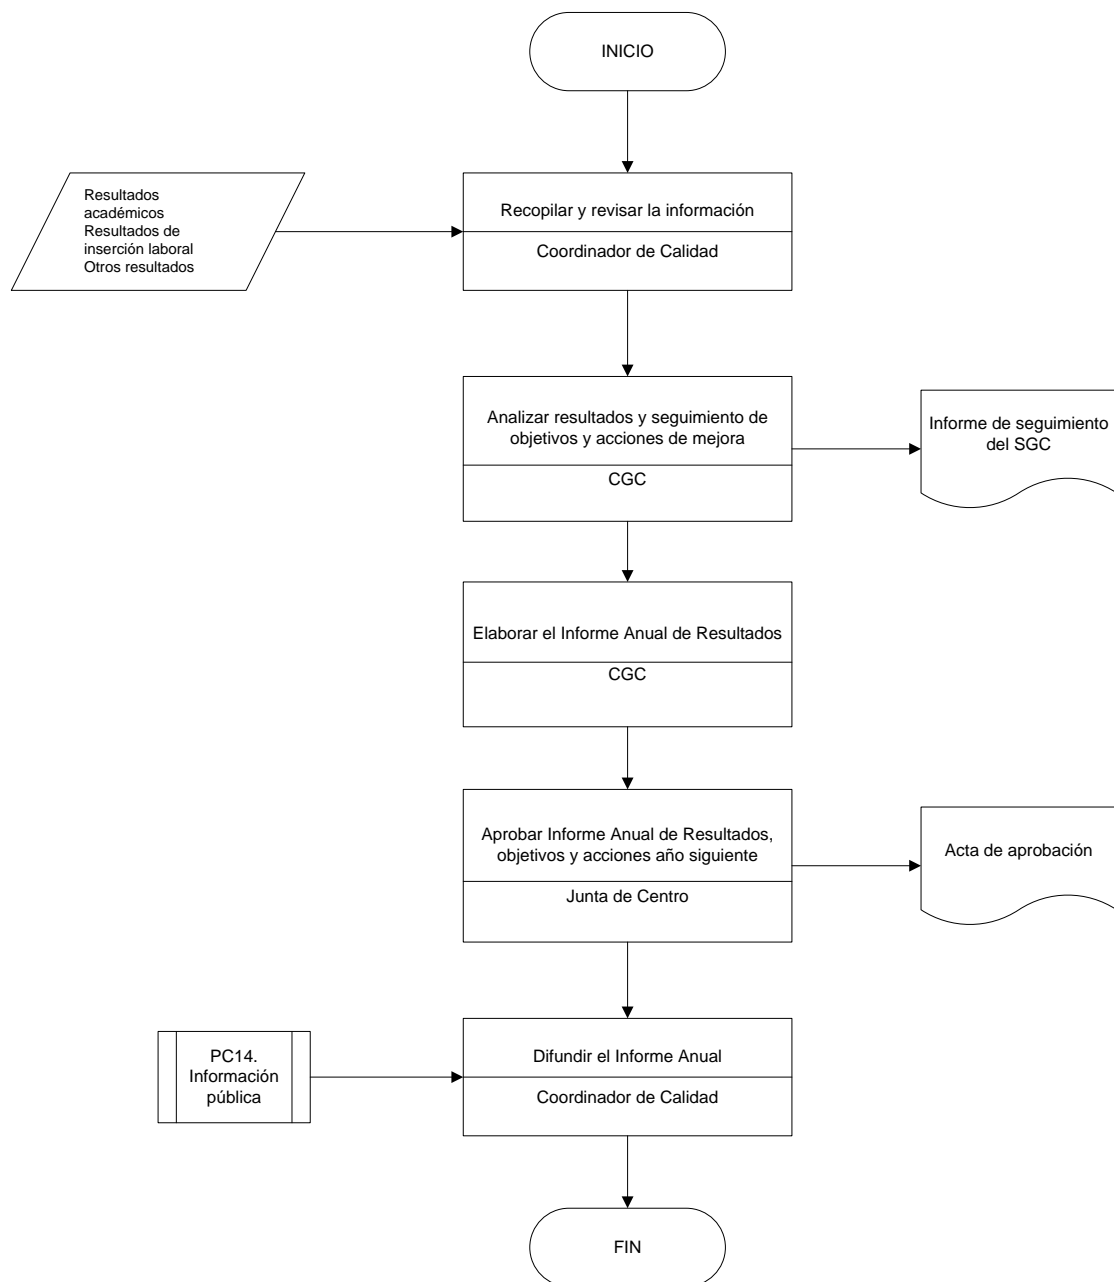 INICIO
Resultados
académicos
Resultados de
inserción laboral
Otros resultados
Recopilar y revisar la información
Coordinador de Calidad
Analizar resultados y seguimiento de
objetivos y acciones de mejora
CGC
Informe de seguimiento
del SGC
Elaborar el Informe Anual de Resultados
CGC
Aprobar Informe Anual de Resultados,
objetivos y acciones año siguiente
Junta de Centro
Acta de aprobación
PC14.
Información
pública
Difundir el Informe Anual
Coordinador de Calidad
FIN